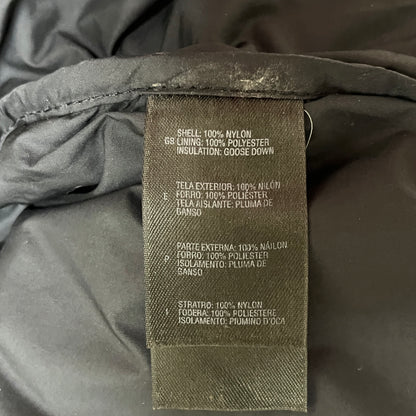 SHELL: 100% NYLON
GB LINING: 100% POLYESTER
INSULATION: GOOSE DOWN
TELA EXTERIOR: 100% NILÓN
E FORRO: 100% POLIÉSTER
TELA AISLANTE: PLUMA DE
GANSO
PARTE EXTERNA: 100% NÁILON
P FORRO: 100% POLIÉSTER
ISOLAMENTO: PLUMA DE
GANSO
STRATRO: 100% NYLON
I FODERA: 100% POLIESTERE
ISOLAMENTO: PIUMINO D'OCA